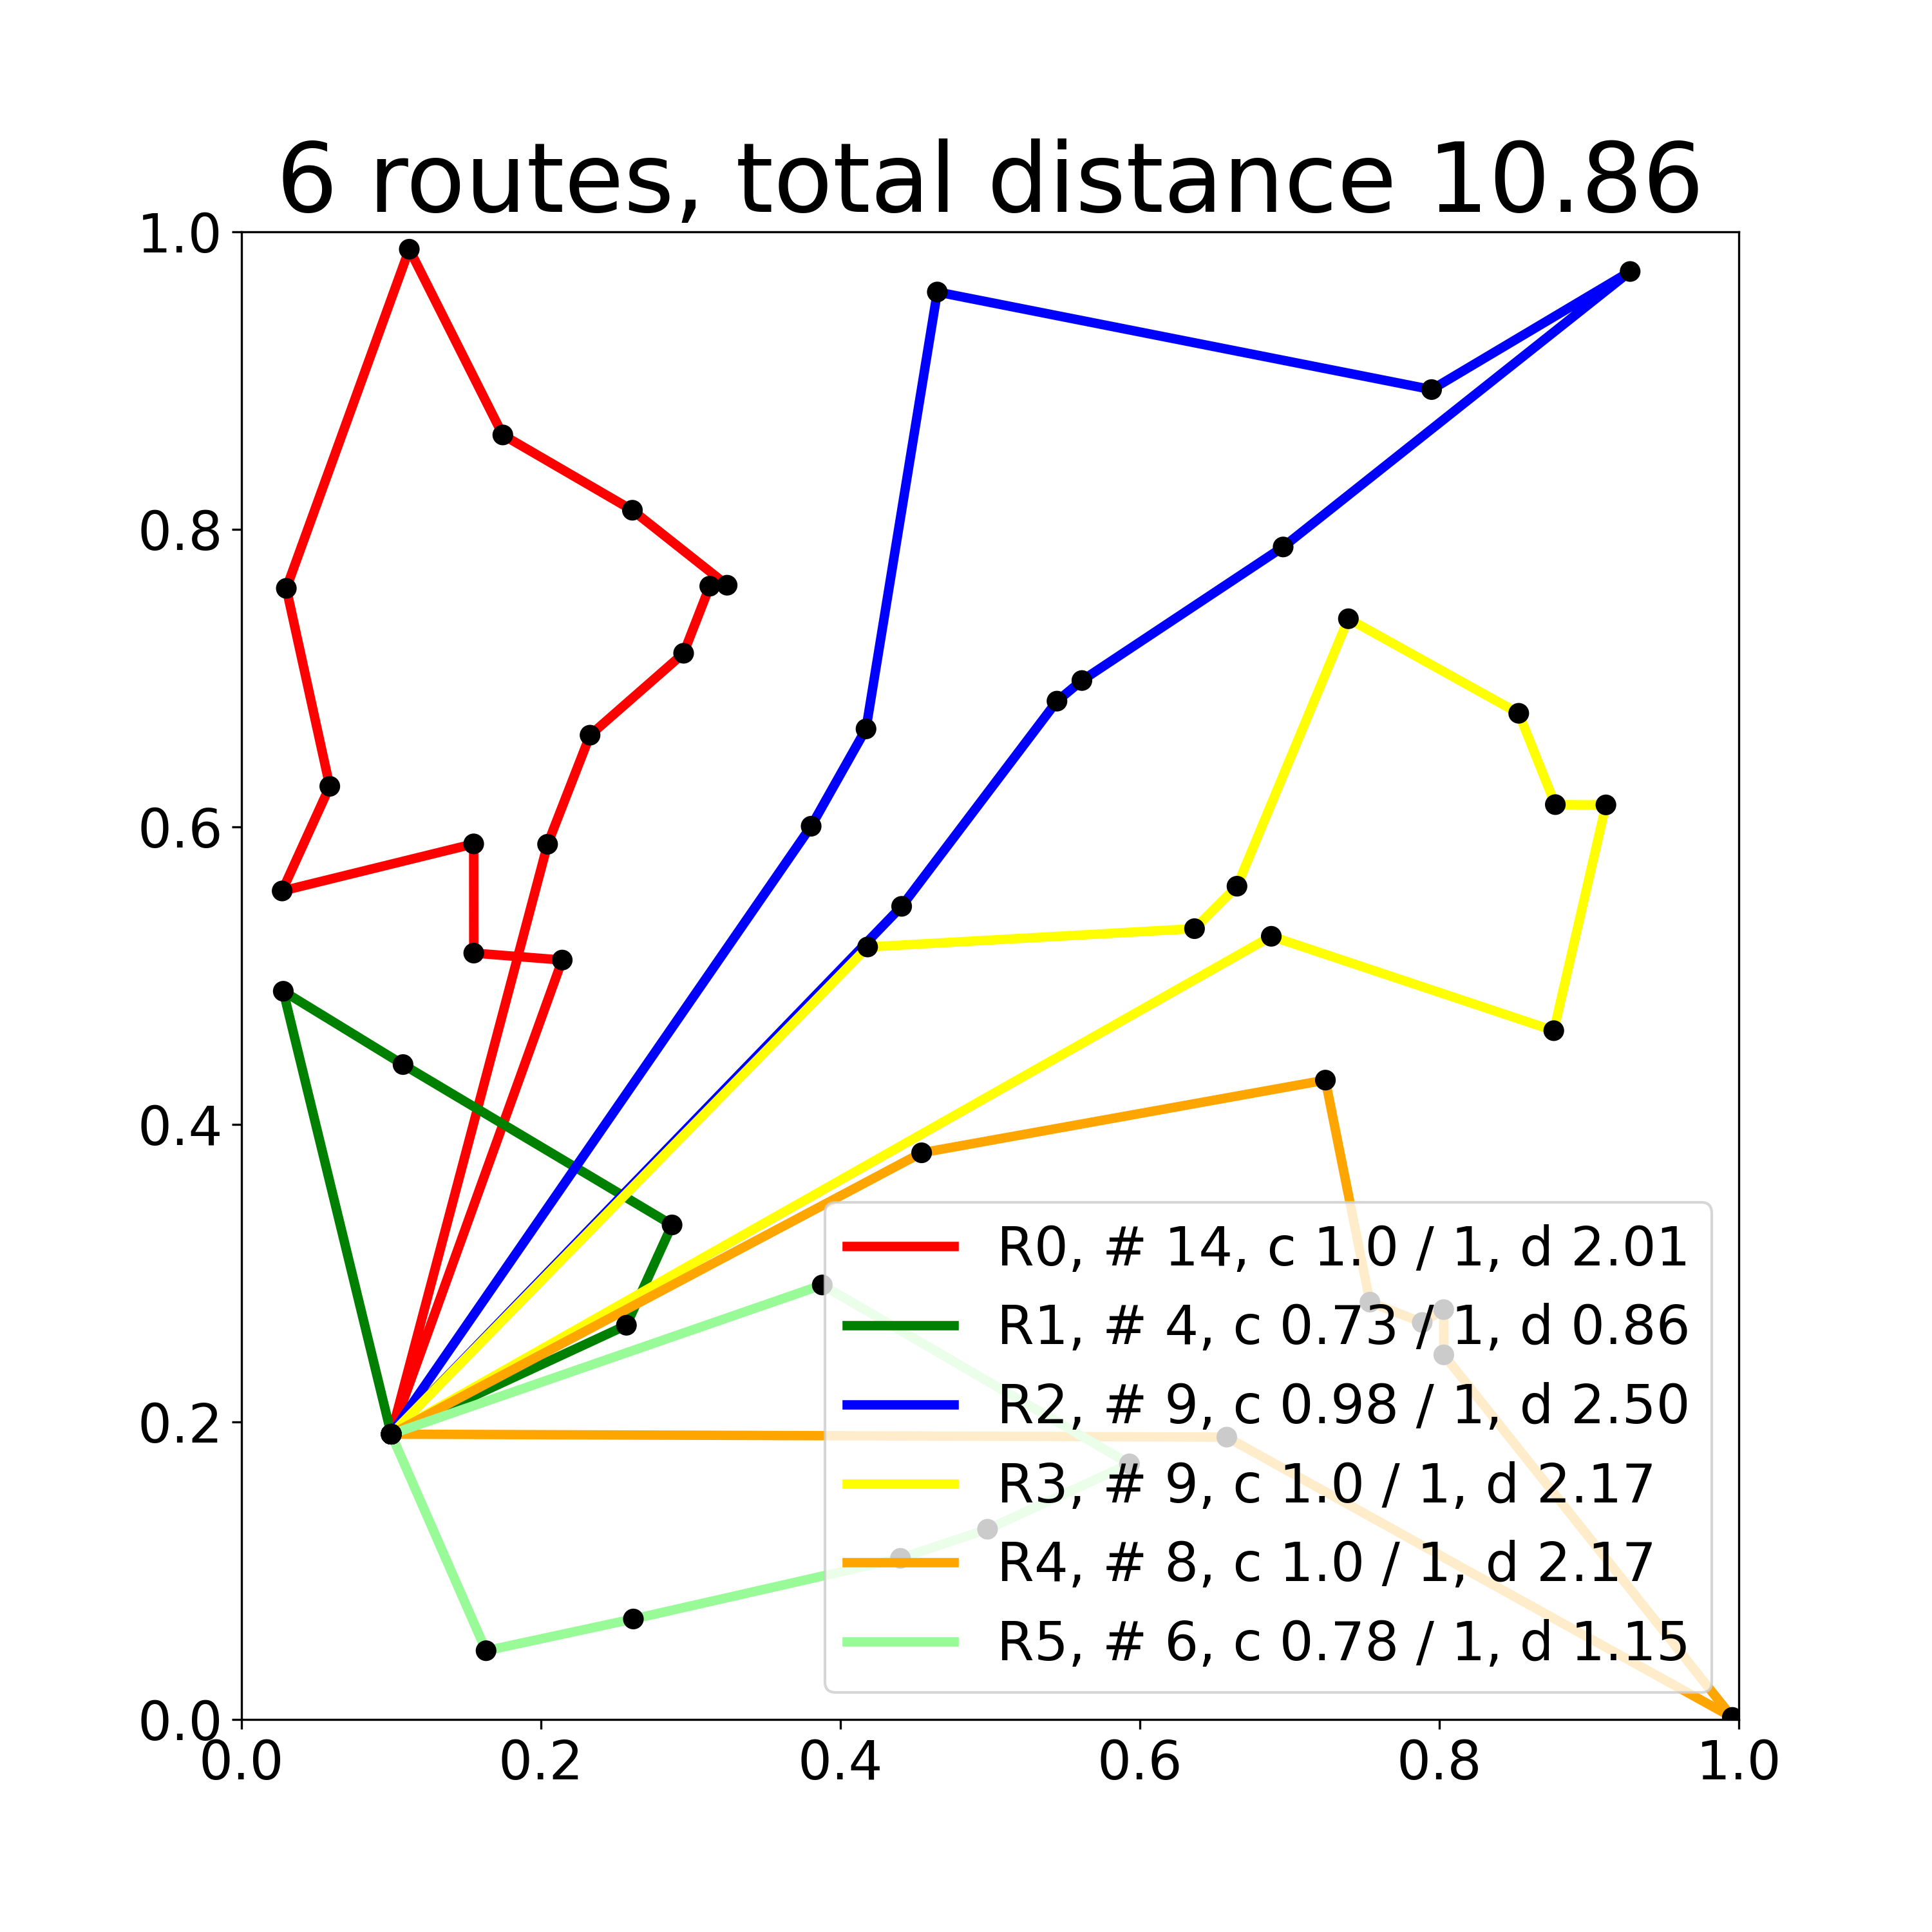 6 routes, total distance 10.86
1.0
0.8
0.6
0.4
0.2
0.0
0.0 0.2 0.4 0.6 0.8 1.0
R0, # 14, c 1.0 / 1, d 2.01
R1, # 4, c 0.73 / 1, d 0.86
R2, # 9, c 0.98 / 1, d 2.50
R3, # 9, c 1.0 / 1, d 2.17
R4, # 8, c 1.0 / 1, d 2.17
R5, # 6, c 0.78 / 1, d 1.15